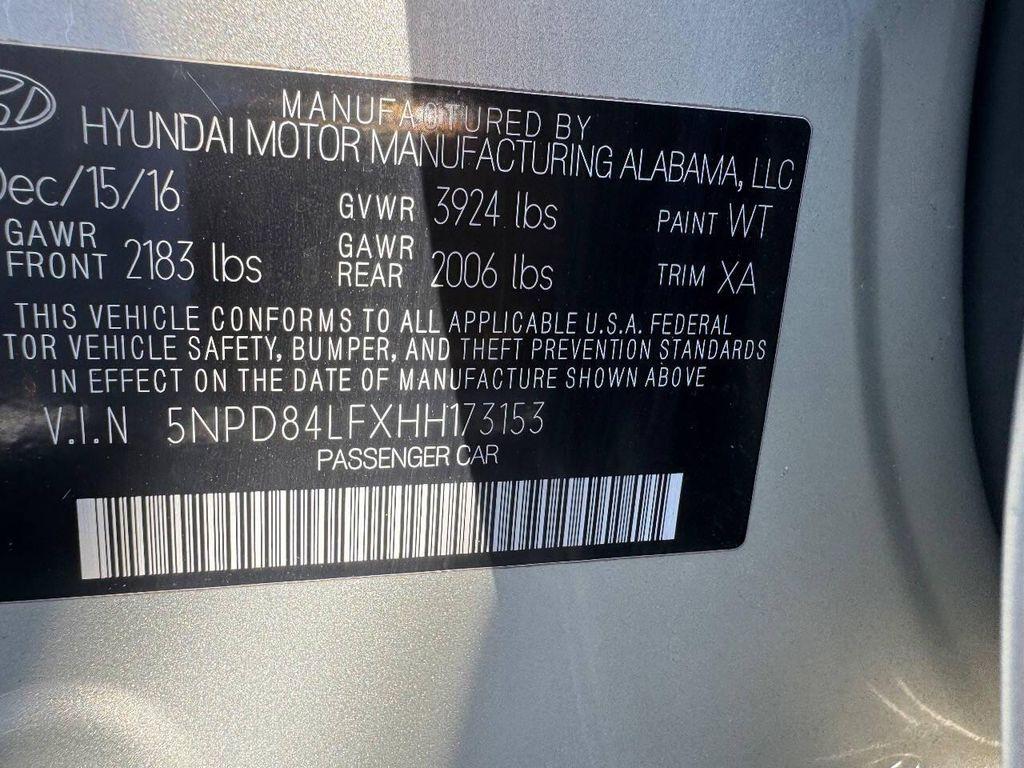 MANUFACTURED BY
HYUNDAI MOTOR MANUFACTURING ALABAMA, LLC
Dec/15/16 GVWR 3924 lbs PAINT WT
GAWR FRONT 2183 lbs GAWR REAR 2006 lbs TRIM XA
THIS VEHICLE CONFORMS TO ALL APPLICABLE U.S.A. FEDERAL
TOR VEHICLE SAFETY, BUMPER, AND THEFT PREVENTION STANDARDS
IN EFFECT ON THE DATE OF MANUFACTURE SHOWN ABOVE
V.I.N 5NPD84LFXHH173153
PASSENGER CAR